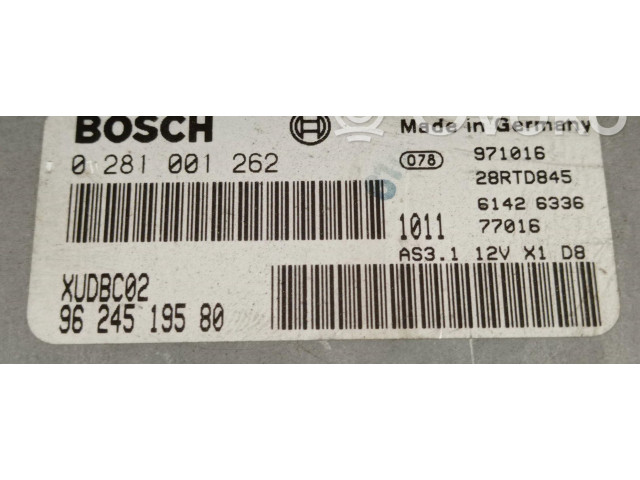 BOSCH
Made in Germany
0 281 001 262
078 971016
28RTD845
6142 6336
1011 77016
AS3.1 12V X1 D8
XUDBC02
96 245 195 80